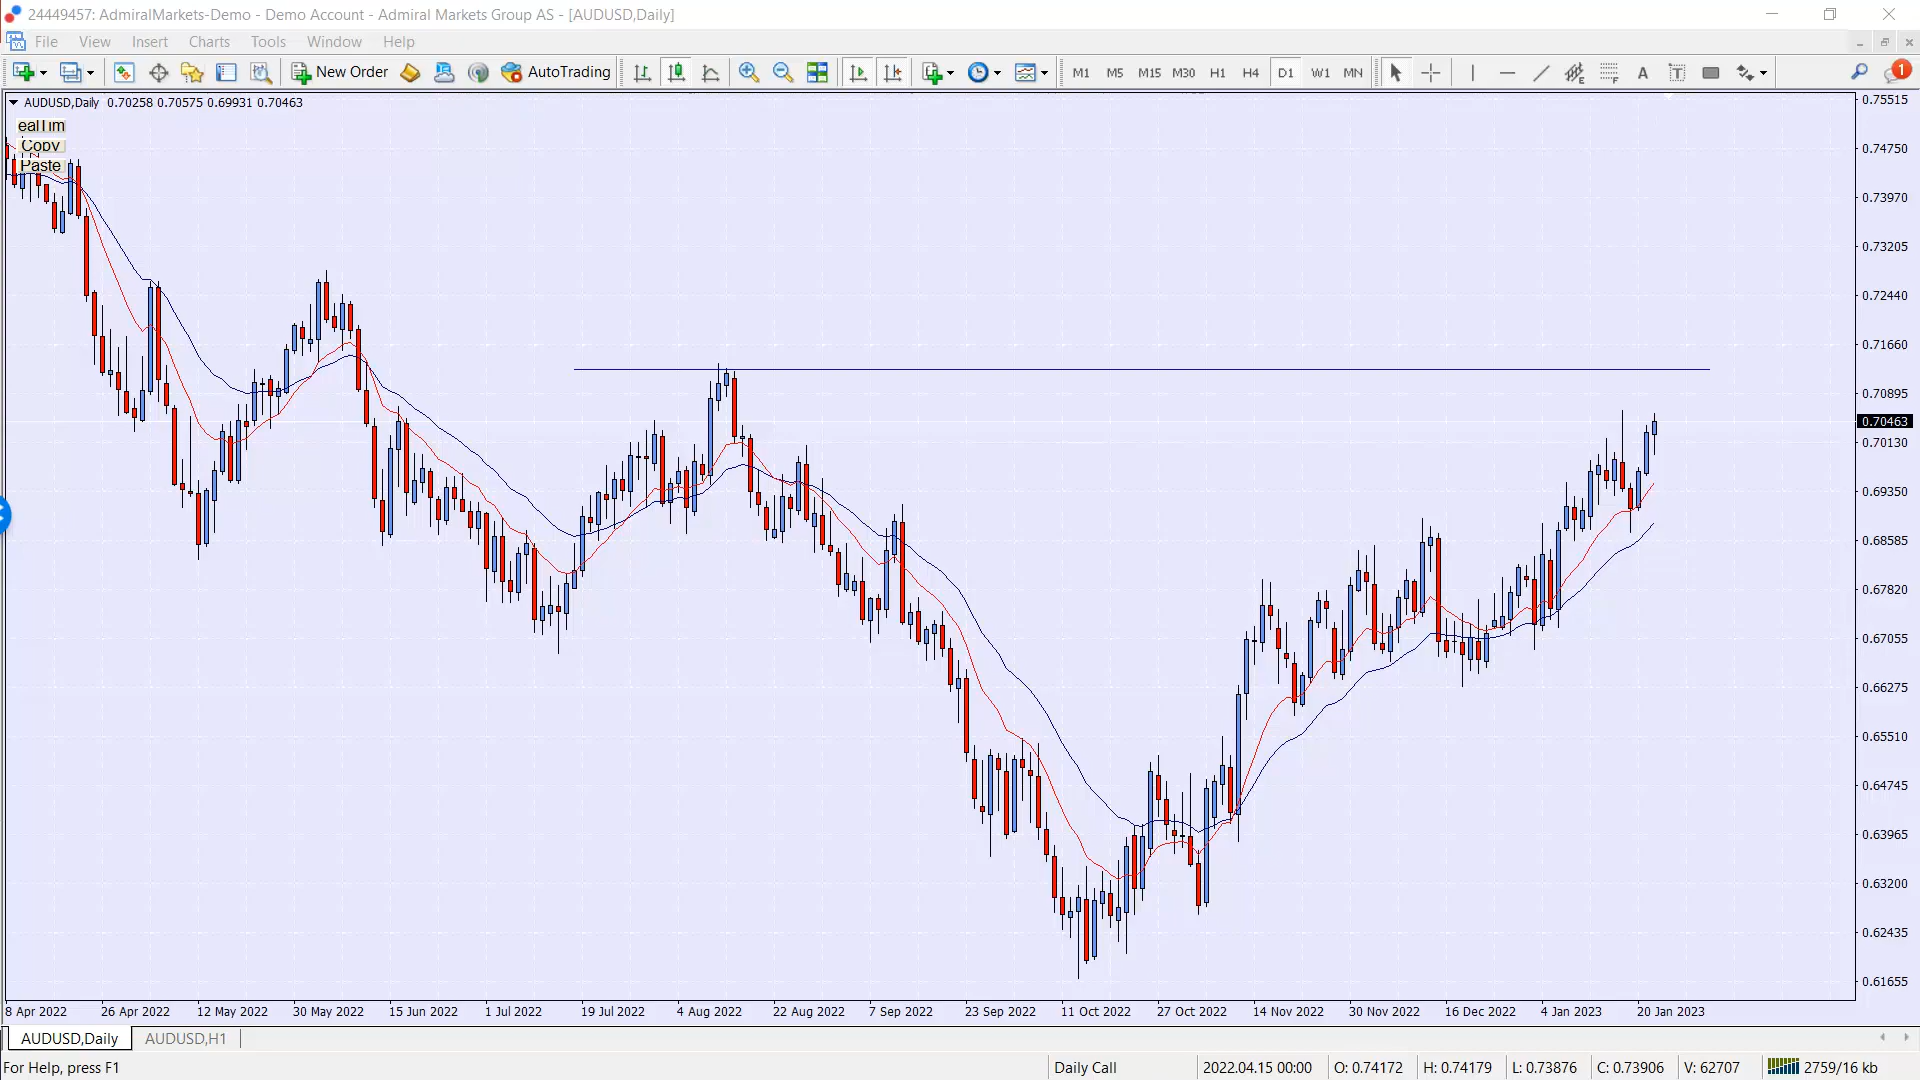 24449457: AdmiralMarkets-Demo - Demo Account - Admiral Markets Group AS - [AUDUSD,Daily]
File View Insert Charts Tools Window Help
New Order AutoTrading M1 M5 M15 M30 H1 H4 D1 W1 MN A T 1
AUDUSD,Daily 0.70258 0.70575 0.69931 0.70463
ealTim
Copy
Paste
0.75515
0.74750
0.73970
0.73205
0.72440
0.71660
0.70895
0.70463
0.70130
0.69350
0.68585
0.67820
0.67055
0.66275
0.65510
0.64745
0.63965
0.63200
0.62435
0.61655
8 Apr 2022 26 Apr 2022 12 May 2022 30 May 2022 15 Jun 2022 1 Jul 2022 19 Jul 2022 4 Aug 2022 22 Aug 2022 7 Sep 2022 23 Sep 2022 11 Oct 2022 27 Oct 2022 14 Nov 2022 30 Nov 2022 16 Dec 2022 4 Jan 2023 20 Jan 2023
AUDUSD,Daily AUDUSD,H1
For Help, press F1 Daily Call 2022.04.15 00:00 O: 0.74172 H: 0.74179 L: 0.73876 C: 0.73906 V: 62707 2759/16 kb